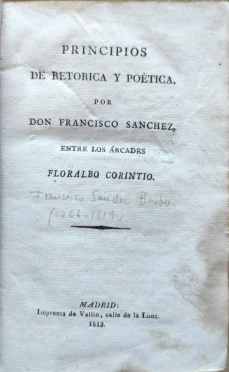 PRINCIPIOS
DE RETORICA Y POÈTICA.
POR
DON FRANCISCO SANCHEZ,
ENTRE LOS ÁRCADES
FLORALBO CORINTIO.
Francisco Sanchez Barbero
(1764-1819)
MADRID:
Imprenta de Vallin, calle de la Luna.
1813.